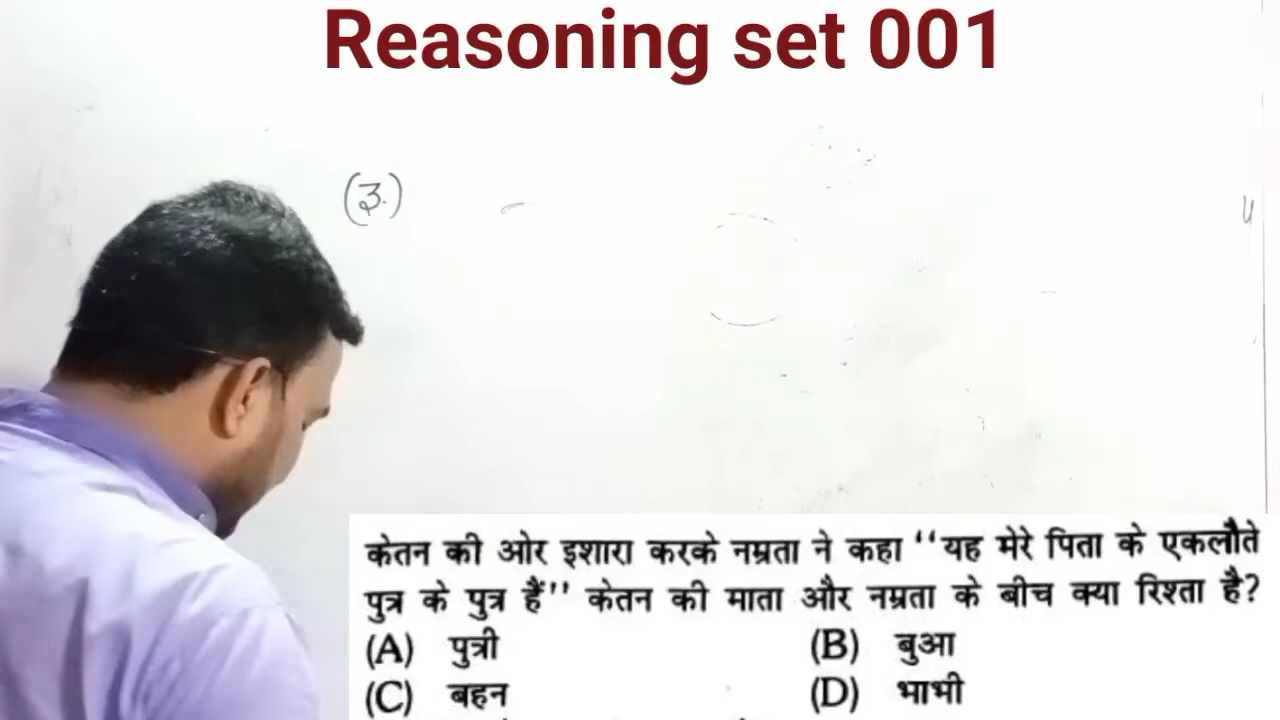 Reasoning set 001
(3.)
केतन की ओर इशारा करके नम्रता ने कहा ‘‘यह मेरे पिता के एकलौते
पुत्र के पुत्र हैं’’ केतन की माता और नम्रता के बीच क्या रिश्ता है?
(A) पुत्री (B) बुआ
(C) बहन (D) भाभी